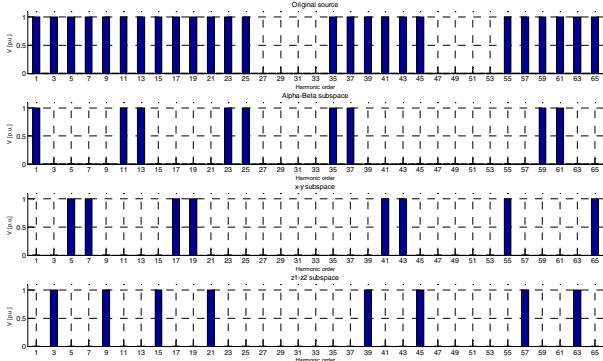 Original source
1
0.5
0
V [p.u.]
1 3 5 7 9 11 13 15 17 19 21 23 25 27 29 31 33 35 37 39 41 43 45 47 49 51 53 55 57 59 61 63 65
Harmonic order
Alpha-Beta subspace
1
0.5
0
V [p.u.]
1 3 5 7 9 11 13 15 17 19 21 23 25 27 29 31 33 35 37 39 41 43 45 47 49 51 53 55 57 59 61 63 65
Harmonic order
x-y subspace
1
0.5
0
V [p.u.]
1 3 5 7 9 11 13 15 17 19 21 23 25 27 29 31 33 35 37 39 41 43 45 47 49 51 53 55 57 59 61 63 65
Harmonic order
z1-z2 subspace
1
0.5
0
V [p.u.]
1 3 5 7 9 11 13 15 17 19 21 23 25 27 29 31 33 35 37 39 41 43 45 47 49 51 53 55 57 59 61 63 65
Harmonic order